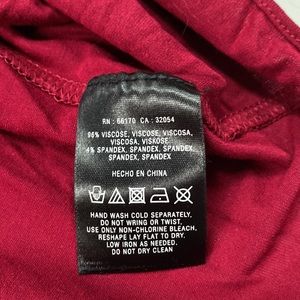 RN : 66170 CA : 32054
96% VISCOSE, VISCOSE, VISCOSA,
VISCOSA, VISKOSE
4% SPANDEX, SPANDEX, SPANDEX,
SPANDEX, SPANDEX
HECHO EN CHINA
HAND WASH COLD SEPARATELY,
DO NOT WRING OR TWIST,
USE ONLY NON-CHLORINE BLEACH,
RESHAPE LAY FLAT TO DRY,
LOW IRON AS NEEDED.
DO NOT DRY CLEAN